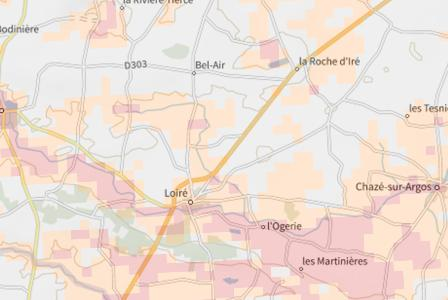 la Rivière Tierce
Bodinière
la Roche d'Iré
D303
Bel-Air
les Tesni
Chazé-sur-Argos
Loiré
l'Ogerie
les Martinières